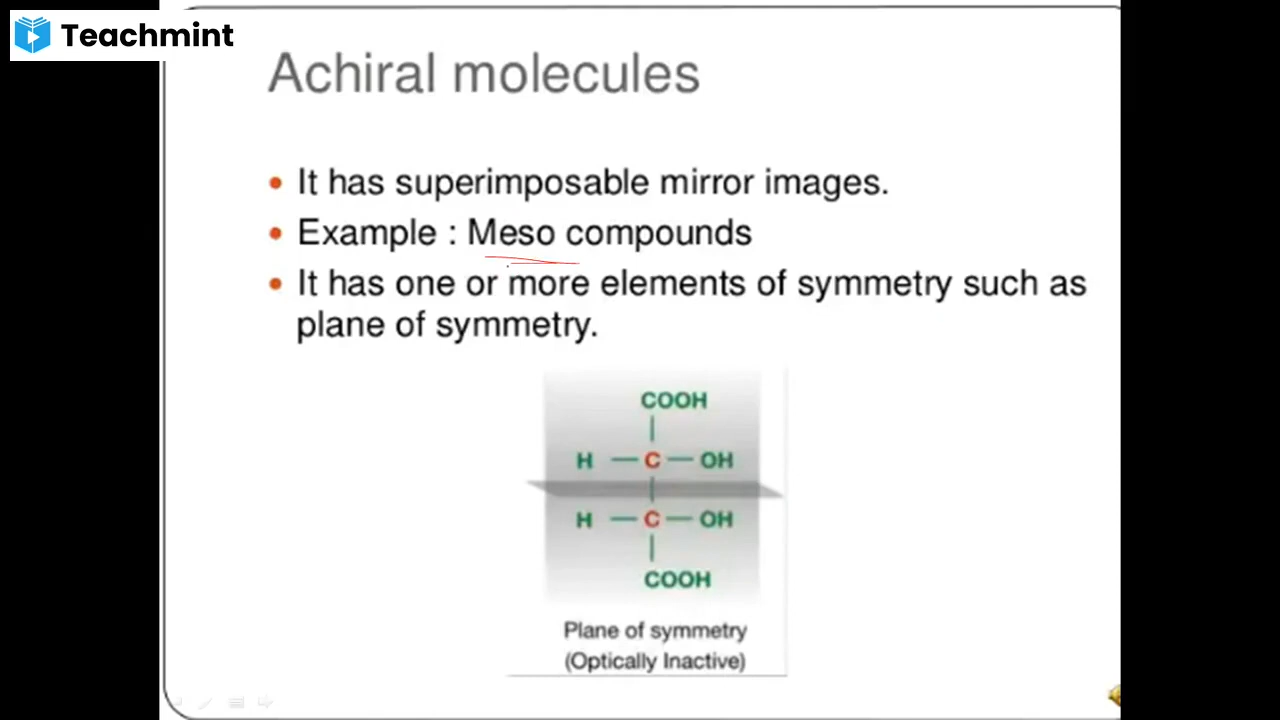 Teachmint
Achiral molecules
• It has superimposable mirror images.
• Example : Meso compounds
• It has one or more elements of symmetry such as
plane of symmetry.
COOH
H — C — OH
H — C — OH
COOH
Plane of symmetry
(Optically Inactive)